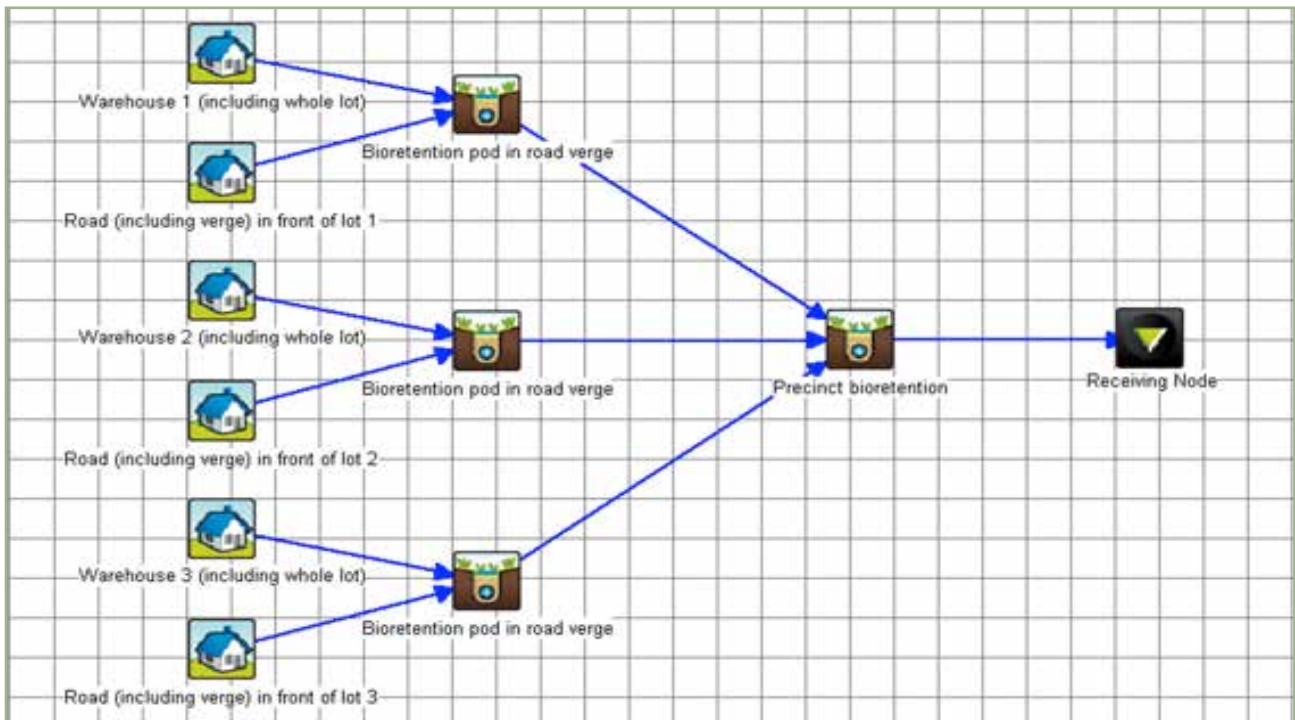 Warehouse 1 (including whole lot)
Bioretention pod in road verge
Road (including verge) in front of lot 1
Warehouse 2 (including whole lot)
Bioretention pod in road verge
Precinct bioretention
Receiving Node
Road (including verge) in front of lot 2
Warehouse 3 (including whole lot)
Bioretention pod in road verge
Road (including verge) in front of lot 3